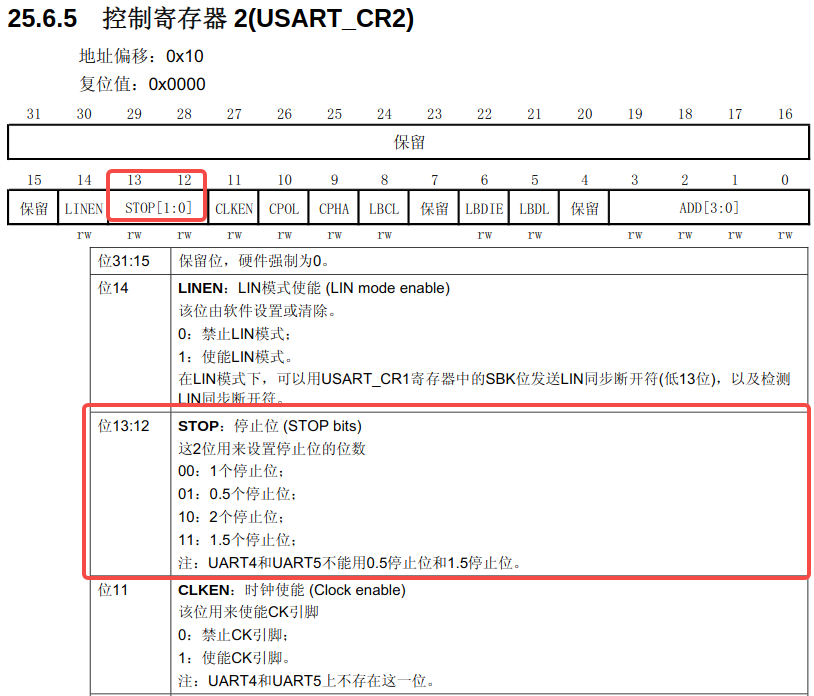 25.6.5 控制寄存器 2(USART_CR2)
地址偏移：0x10
复位值：0x0000
31 30 29 28 27 26 25 24 23 22 21 20 19 18 17 16
保留
15 14 13 12 11 10 9 8 7 6 5 4 3 2 1 0
保留 LINEN STOP[1:0] CLKEN CPOL CPHA LBCL 保留 LBDIE LBDL 保留 ADD[3:0]
rw rw rw rw rw rw rw rw rw rw rw rw rw
位31:15 保留位，硬件强制为0。
位14 LINEN：LIN模式使能 (LIN mode enable)
该位由软件设置或清除。
0：禁止LIN模式；
1：使能LIN模式。
在LIN模式下，可以用USART_CR1寄存器中的SBK位发送LIN同步断开符(低13位)，以及检测
LIN同步断开符。
位13:12 STOP：停止位 (STOP bits)
这2位用来设置停止位的位数
00：1个停止位；
01：0.5个停止位；
10：2个停止位；
11：1.5个停止位；
注：UART4和UART5不能用0.5停止位和1.5停止位。
位11 CLKEN：时钟使能 (Clock enable)
该位用来使能CK引脚
0：禁止CK引脚；
1：使能CK引脚。
注：UART4和UART5上不存在这一位。